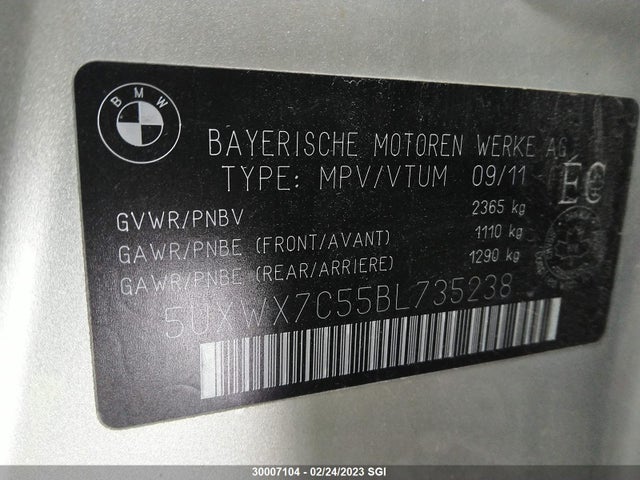 BMW
BAYERISCHE MOTOREN WERKE AG
TYPE: MPV/VTUM 09/11
EC
GVWR/PNBV 2365 kg
GAWR/PNBE (FRONT/AVANT) 1110 kg
GAWR/PNBE (REAR/ARRIERE) 1290 kg
5UXWX7C55BL735238
30007104 - 02/24/2023 SGI